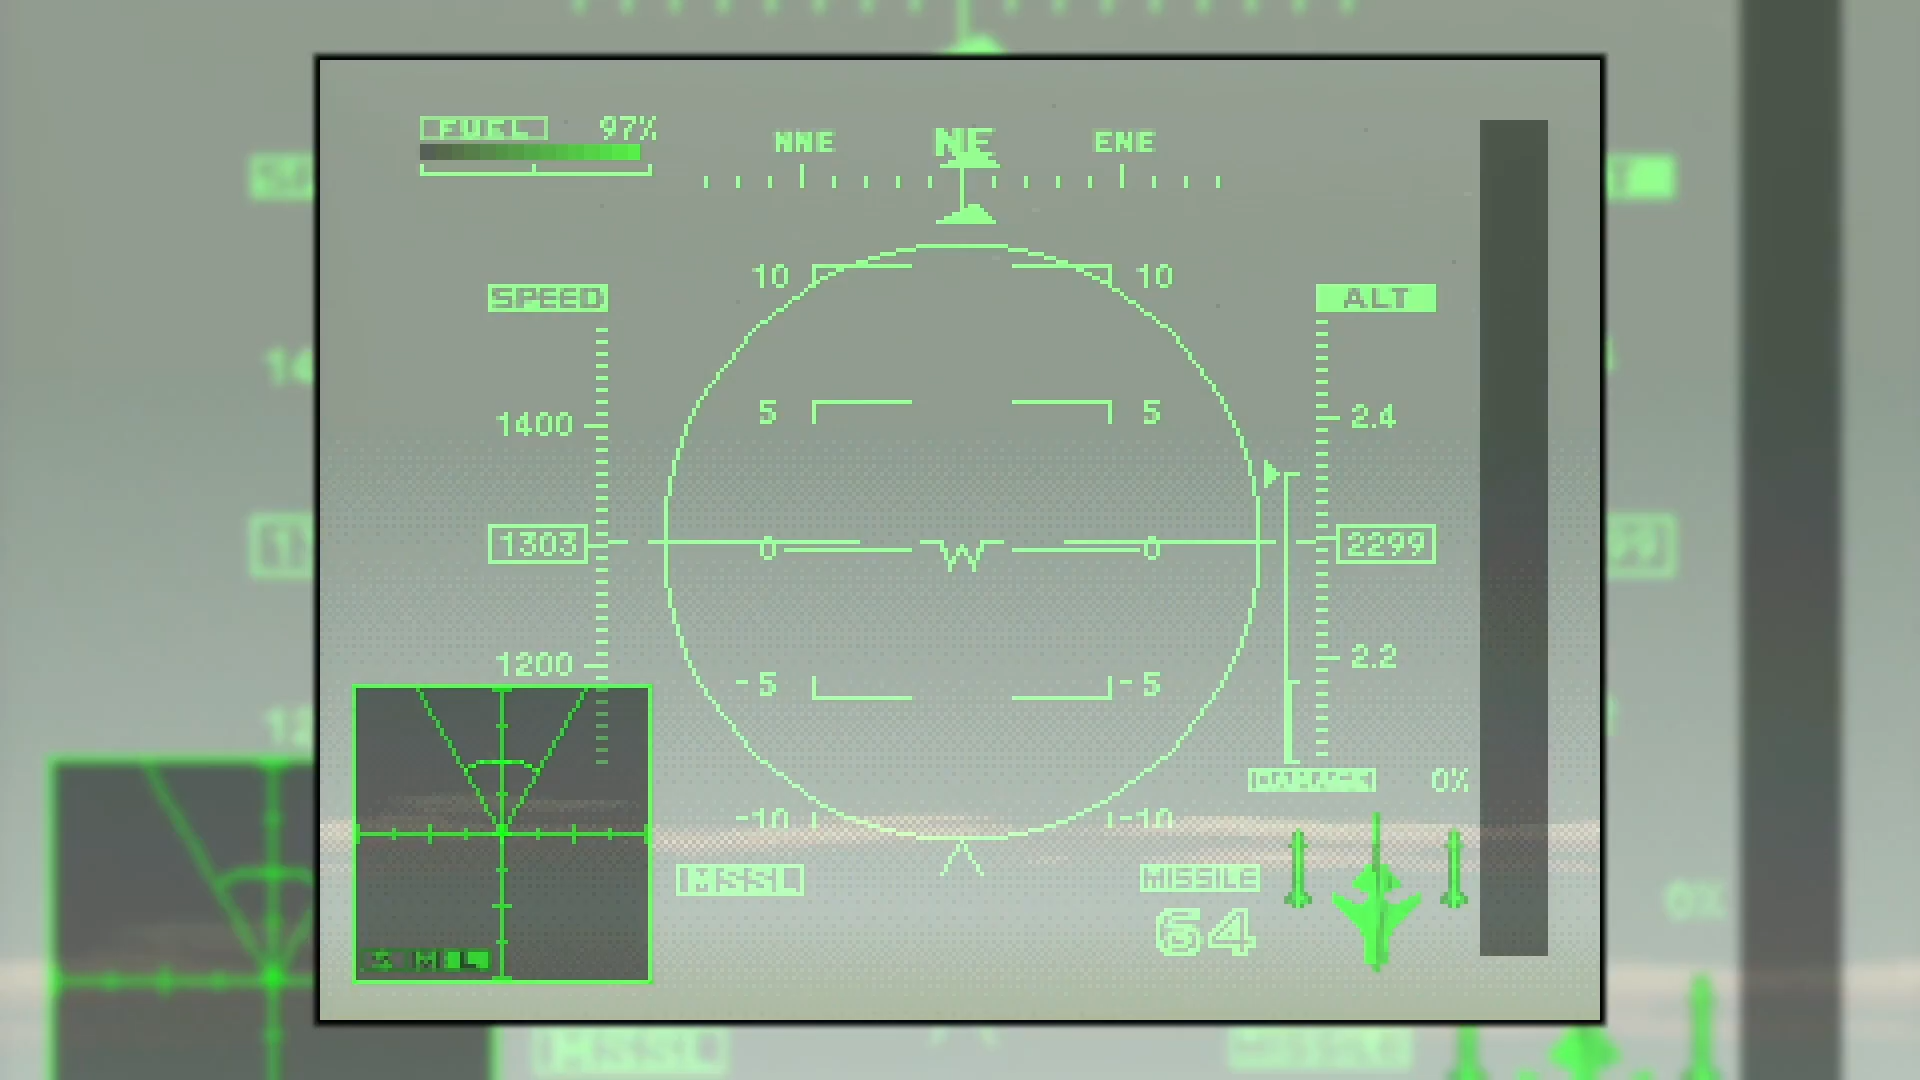 FUEL 97%
NNE NE ENE
10 10
SPEED ALT
5 5
1400 2.4
1303 0 0 2299
1200 2.2
-5 -5
DAMAGE 0%
-10 -10
MISSILE
64